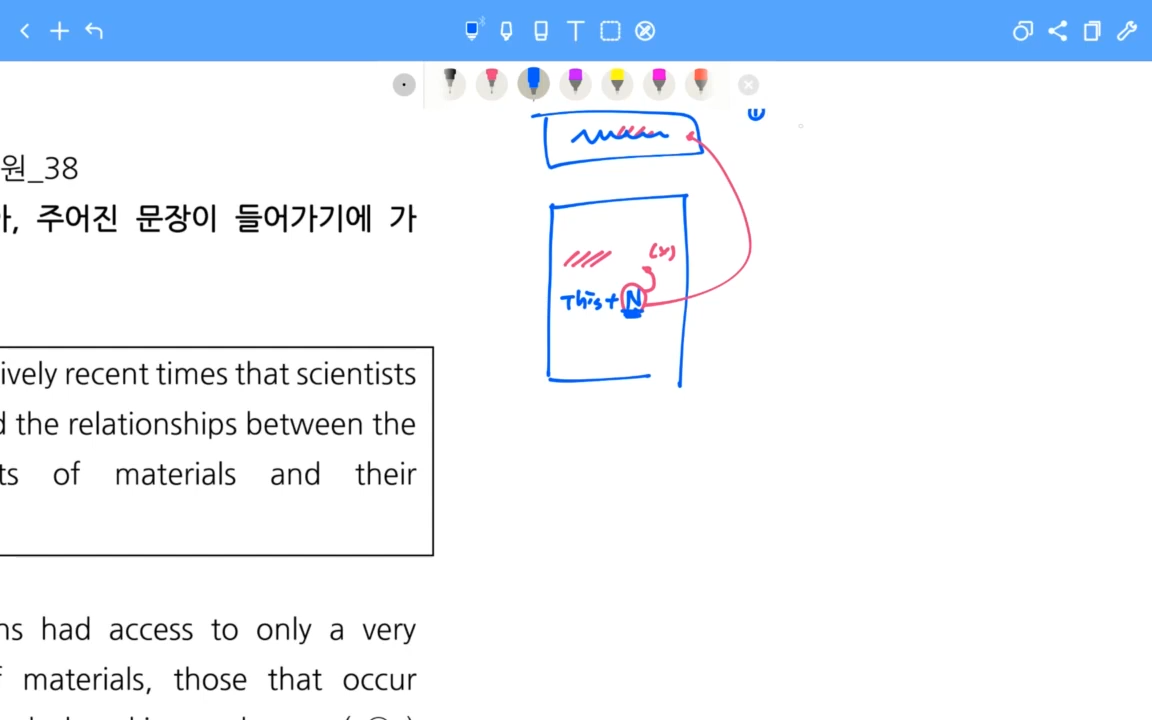 원_38
, 주어진 문장이 들어가기에 가
ively recent times that scientists
d the relationships between the
ts of materials and their
①
(x)
This + N
ns had access to only a very
f materials, those that occur